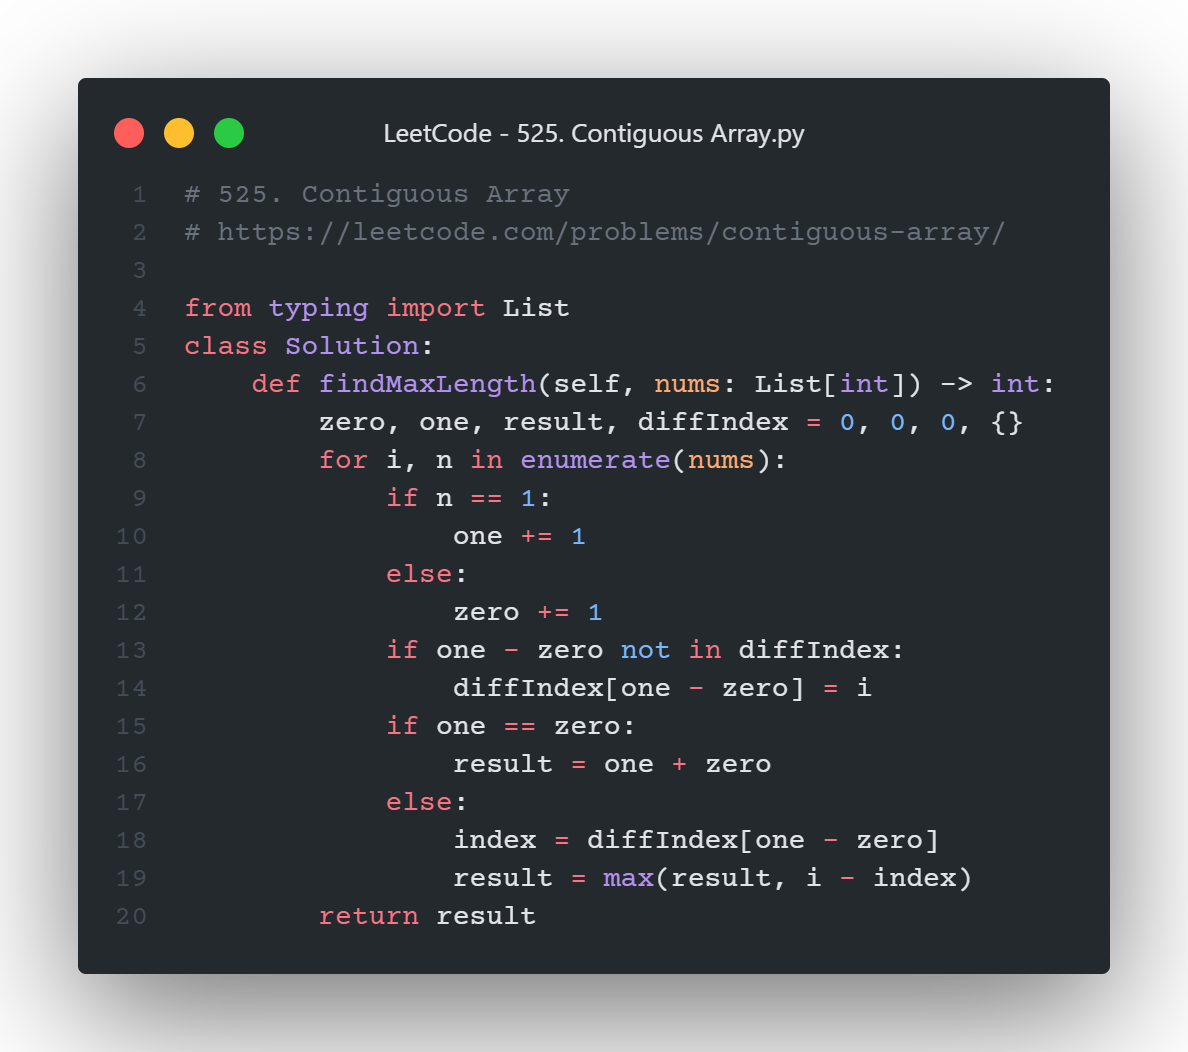 LeetCode - 525. Contiguous Array.py
1 # 525. Contiguous Array
2 # https://leetcode.com/problems/contiguous-array/
3
4 from typing import List
5 class Solution:
6     def findMaxLength(self, nums: List[int]) -> int:
7         zero, one, result, diffIndex = 0, 0, 0, {}
8         for i, n in enumerate(nums):
9             if n == 1:
10                 one += 1
11             else:
12                 zero += 1
13             if one - zero not in diffIndex:
14                 diffIndex[one - zero] = i
15             if one == zero:
16                 result = one + zero
17             else:
18                 index = diffIndex[one - zero]
19                 result = max(result, i - index)
20         return result